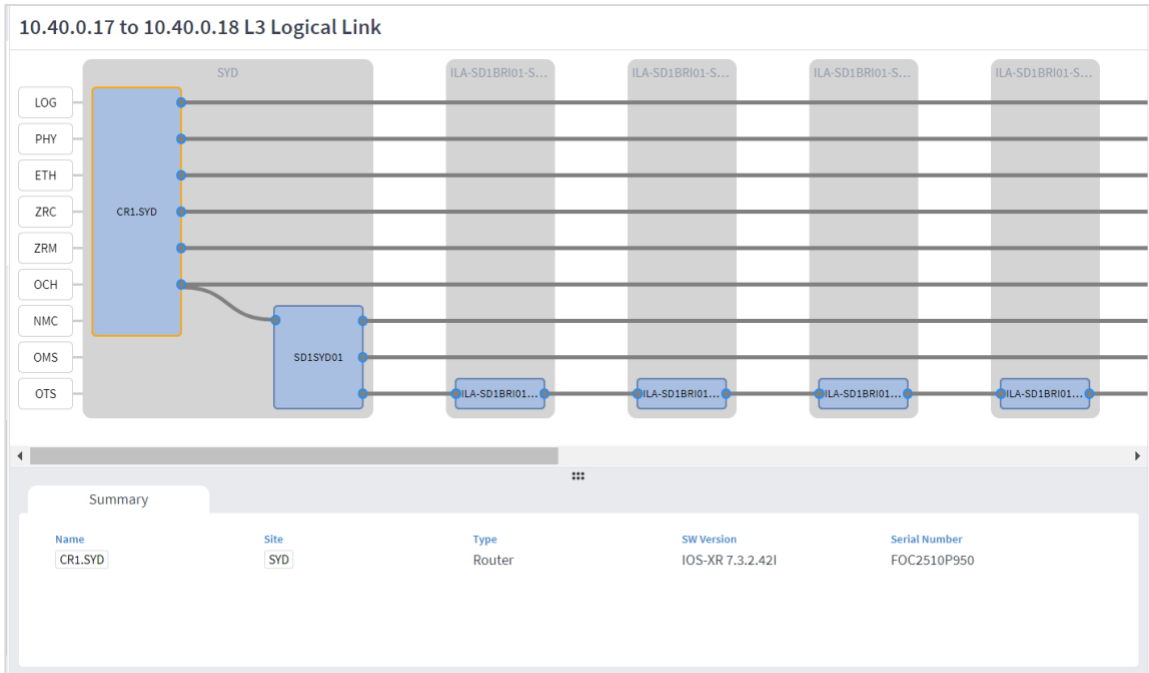 10.40.0.17 to 10.40.0.18 L3 Logical Link
SYD
ILA-SD1BRI01-S...
ILA-SD1BRI01-S...
ILA-SD1BRI01-S...
ILA-SD1BRI01-S...
LOG
PHY
ETH
ZRC
CR1.SYD
ZRM
OCH
NMC
OMS
SD1SYD01
OTS
ILA-SD1BRI01...
ILA-SD1BRI01...
ILA-SD1BRI01...
ILA-SD1BRI01...
Summary
Name
Site
Type
SW Version
Serial Number
CR1.SYD
SYD
Router
IOS-XR 7.3.2.42I
FOC2510P950